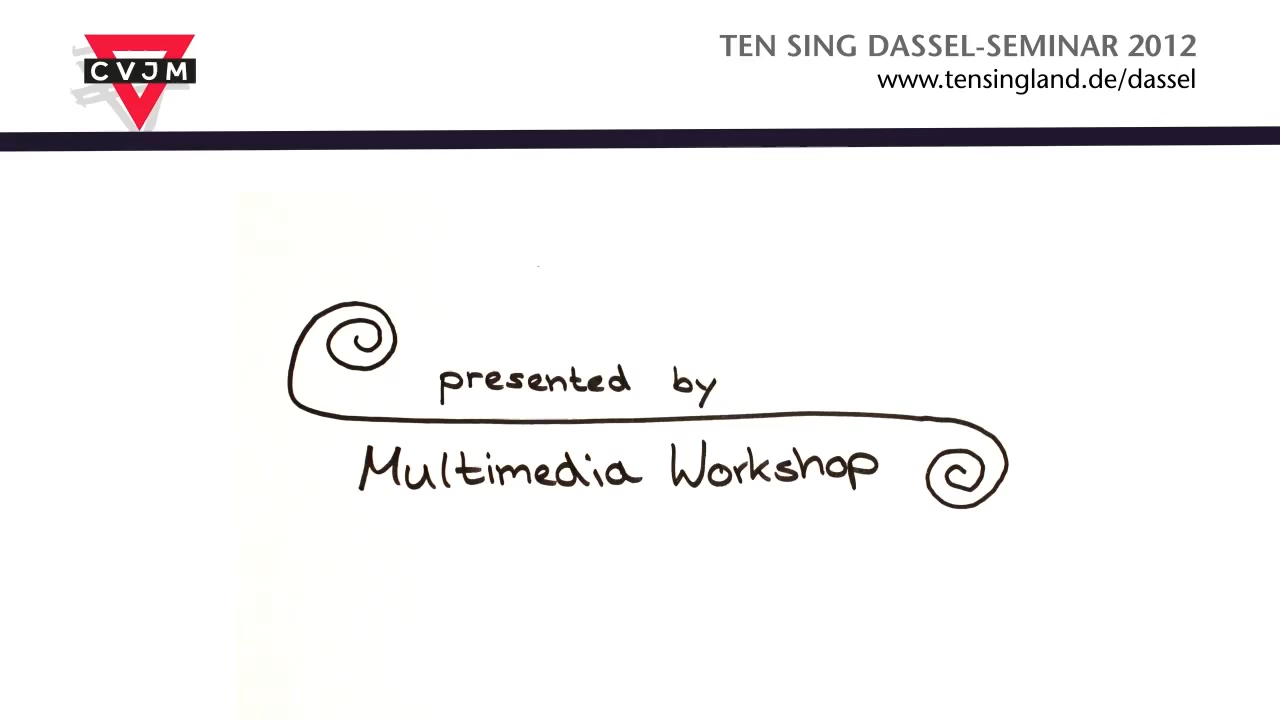 CVJM
TEN SING DASSEL-SEMINAR 2012
www.tensingland.de/dassel
presented by
Multimedia Workshop